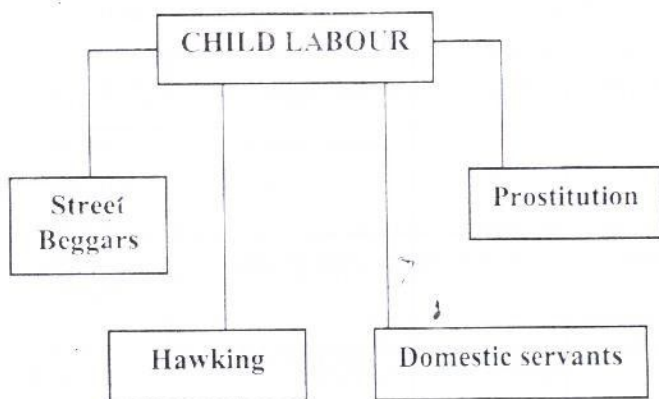 CHILD LABOUR
Street
Beggars
Prostitution
Hawking
Domestic servants